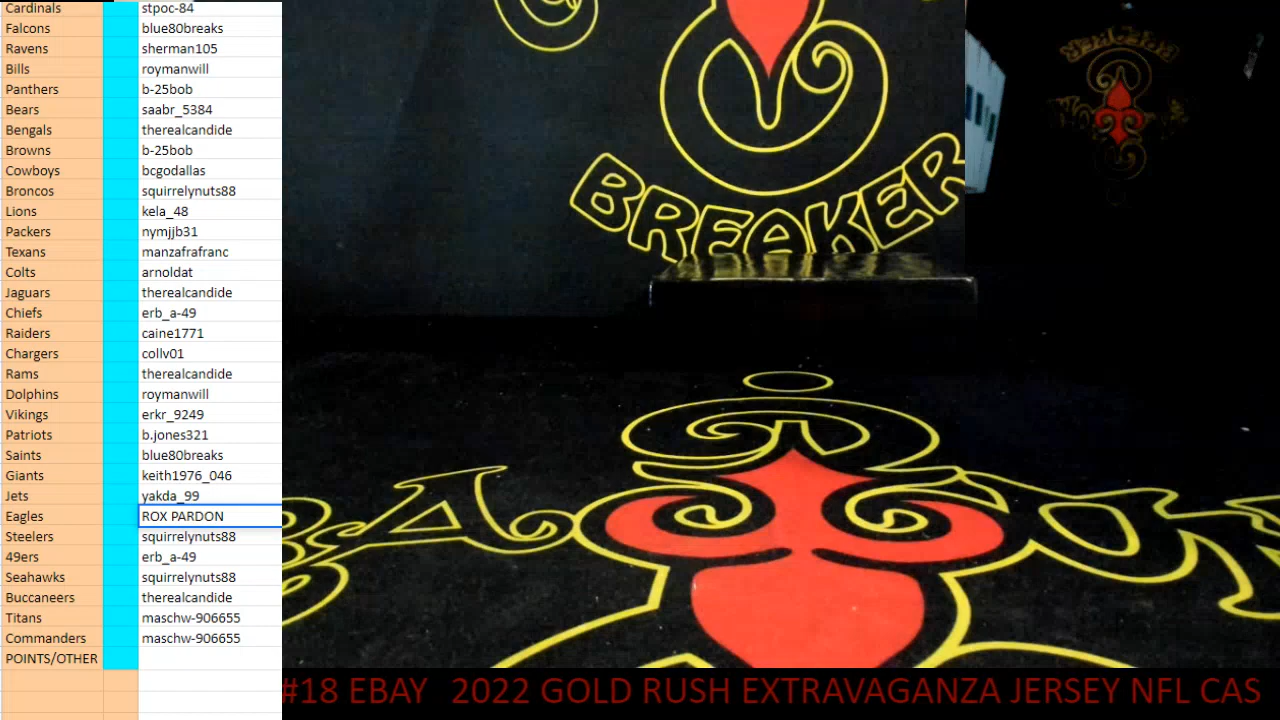 Cardinals stpoc-84
Falcons blue80breaks
Ravens sherman105
Bills roymanwill
Panthers b-25bob
Bears saabr_5384
Bengals therealcandide
Browns b-25bob
Cowboys bcgodallas
Broncos squirrelynuts88
Lions kela_48
Packers nymjjb31
Texans manzafrafranc
Colts arnoldat
Jaguars therealcandide
Chiefs erb_a-49
Raiders caine1771
Chargers collv01
Rams therealcandide
Dolphins roymanwill
Vikings erkr_9249
Patriots b.jones321
Saints blue80breaks
Giants keith1976_046
Jets yakda_99
Eagles ROX PARDON
Steelers squirrelynuts88
49ers erb_a-49
Seahawks squirrelynuts88
Buccaneers therealcandide
Titans maschw-906655
Commanders maschw-906655
POINTS/OTHER
BREAKER
#18 EBAY 2022 GOLD RUSH EXTRAVAGANZA JERSEY NFL CAS